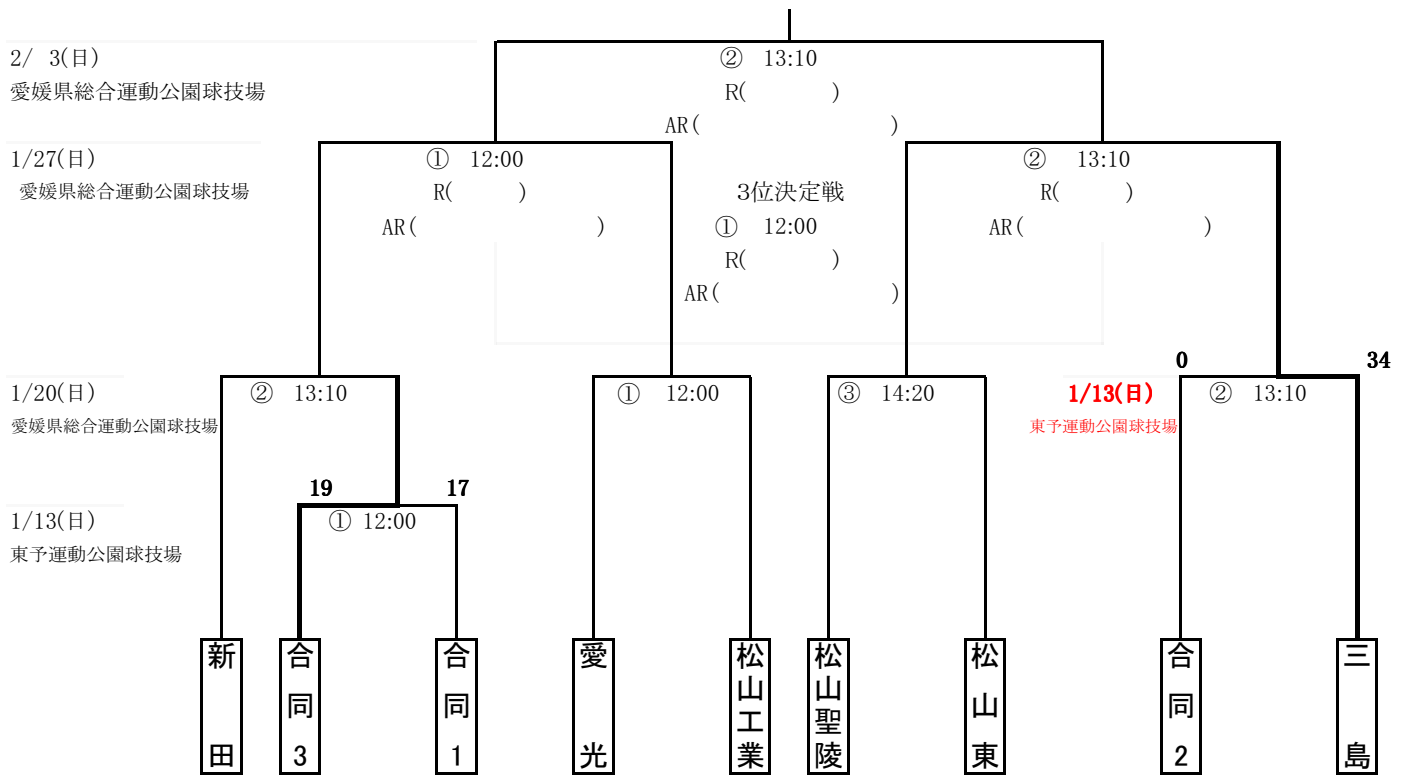 2/ 3(日)
② 13:10
愛媛県総合運動公園球技場
R( )
AR( )
1/27(日)
① 12:00
② 13:10
愛媛県総合運動公園球技場
R( )
3位決定戦
R( )
AR( )
① 12:00
AR( )
R( )
AR( )
0
34
1/20(日)
② 13:10
① 12:00
③ 14:20
1/13(日)
② 13:10
愛媛県総合運動公園球技場
東予運動公園球技場
19
17
1/13(日)
① 12:00
東予運動公園球技場
新田
合同3
合同1
愛光
松山工業
松山聖陵
松山東
合同2
三島